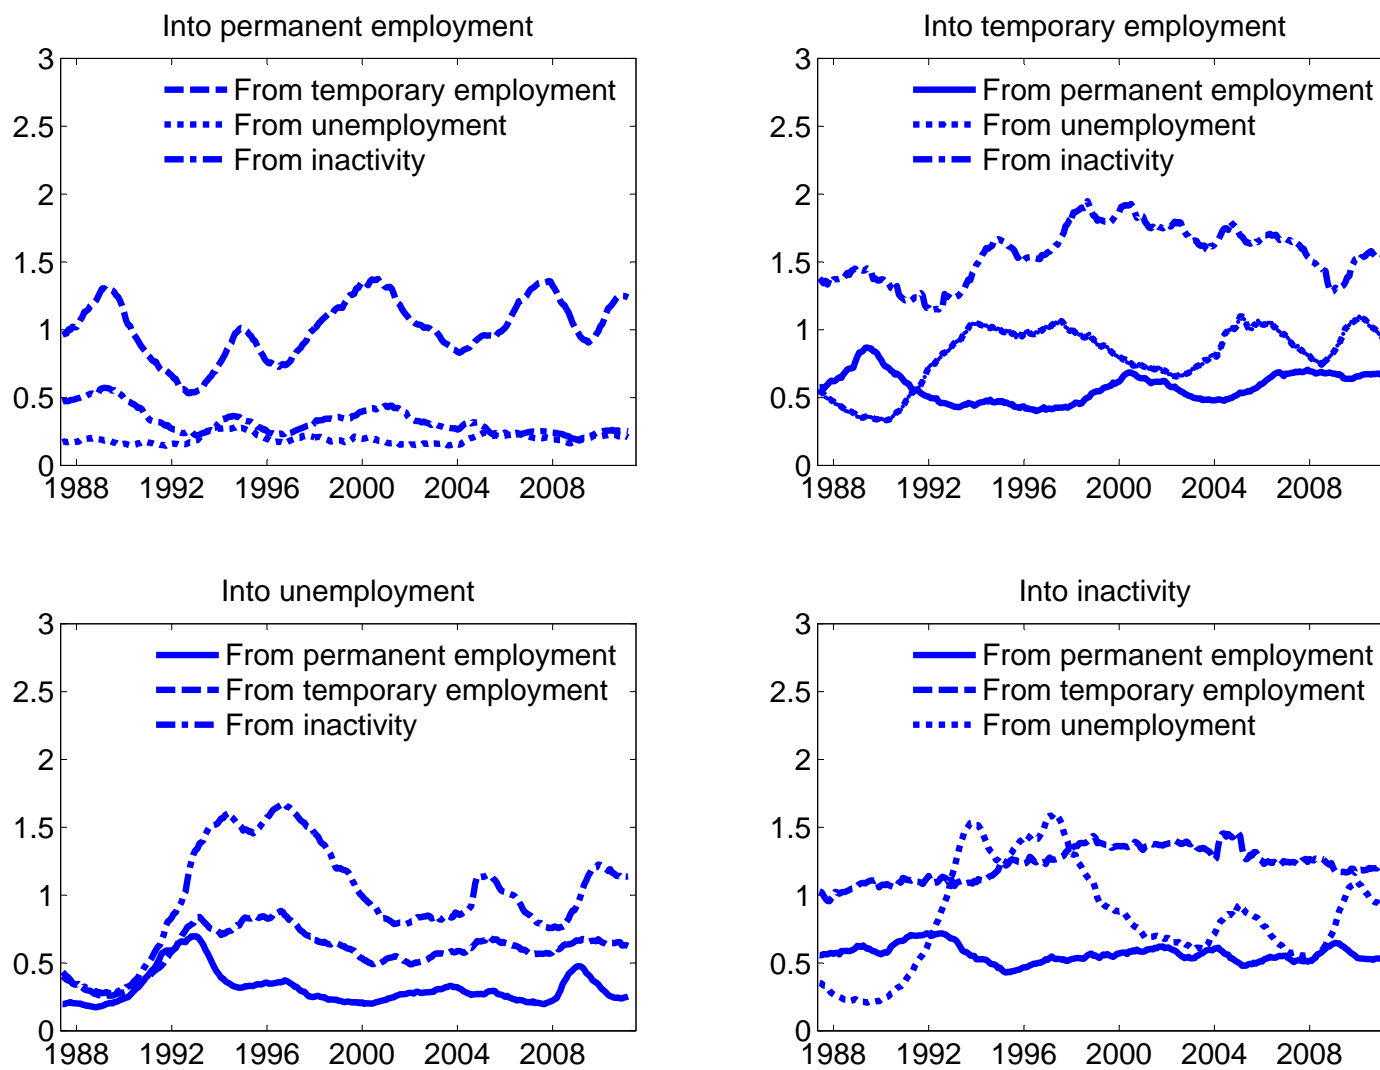 Into permanent employment
3
2.5
2
1.5
1
0.5
0
From temporary employment
From unemployment
From inactivity
1988 1992 1996 2000 2004 2008
Into temporary employment
3
2.5
2
1.5
1
0.5
0
From permanent employment
From unemployment
From inactivity
1988 1992 1996 2000 2004 2008
Into unemployment
3
2.5
2
1.5
1
0.5
0
From permanent employment
From temporary employment
From inactivity
1988 1992 1996 2000 2004 2008
Into inactivity
3
2.5
2
1.5
1
0.5
0
From permanent employment
From temporary employment
From unemployment
1988 1992 1996 2000 2004 2008